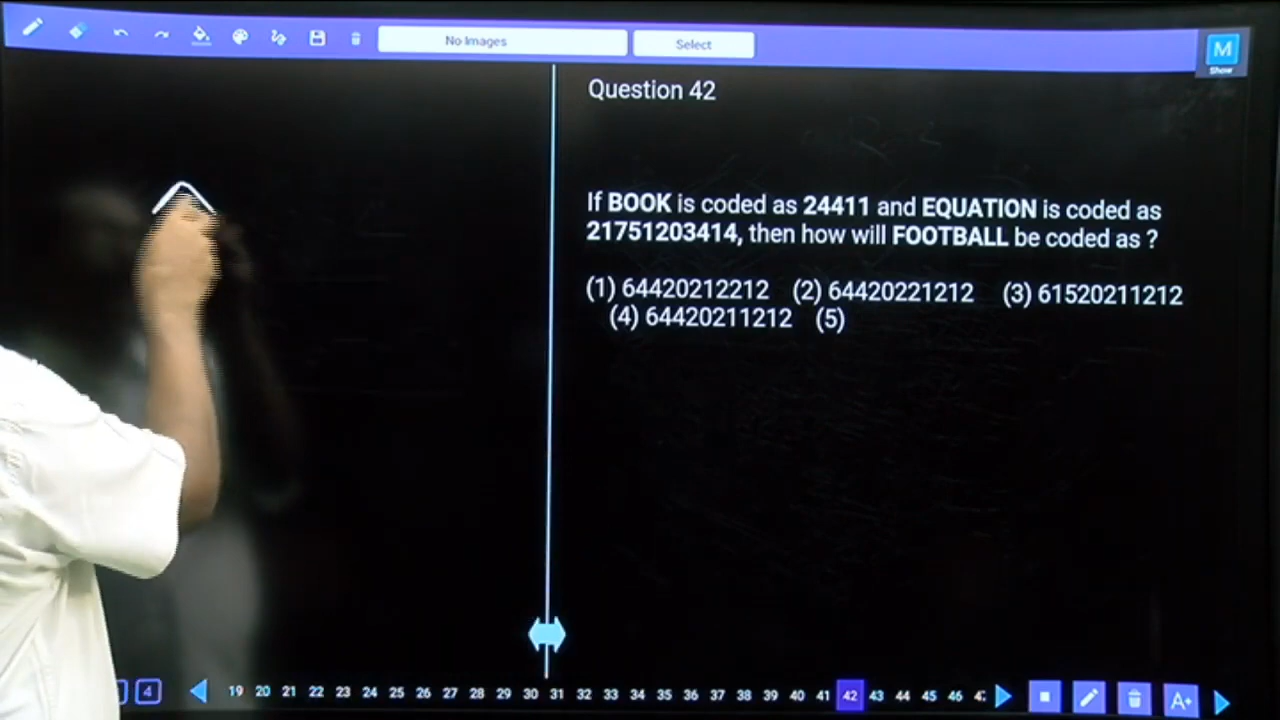 No Images
Select
M
Show
Question 42
If BOOK is coded as 24411 and EQUATION is coded as
21751203414, then how will FOOTBALL be coded as ?
(1) 64420212212 (2) 64420221212 (3) 61520211212
(4) 64420211212 (5)
4 19 20 21 22 23 24 25 26 27 28 29 30 31 32 33 34 35 36 37 38 39 40 41 42 43 44 45 46
A+